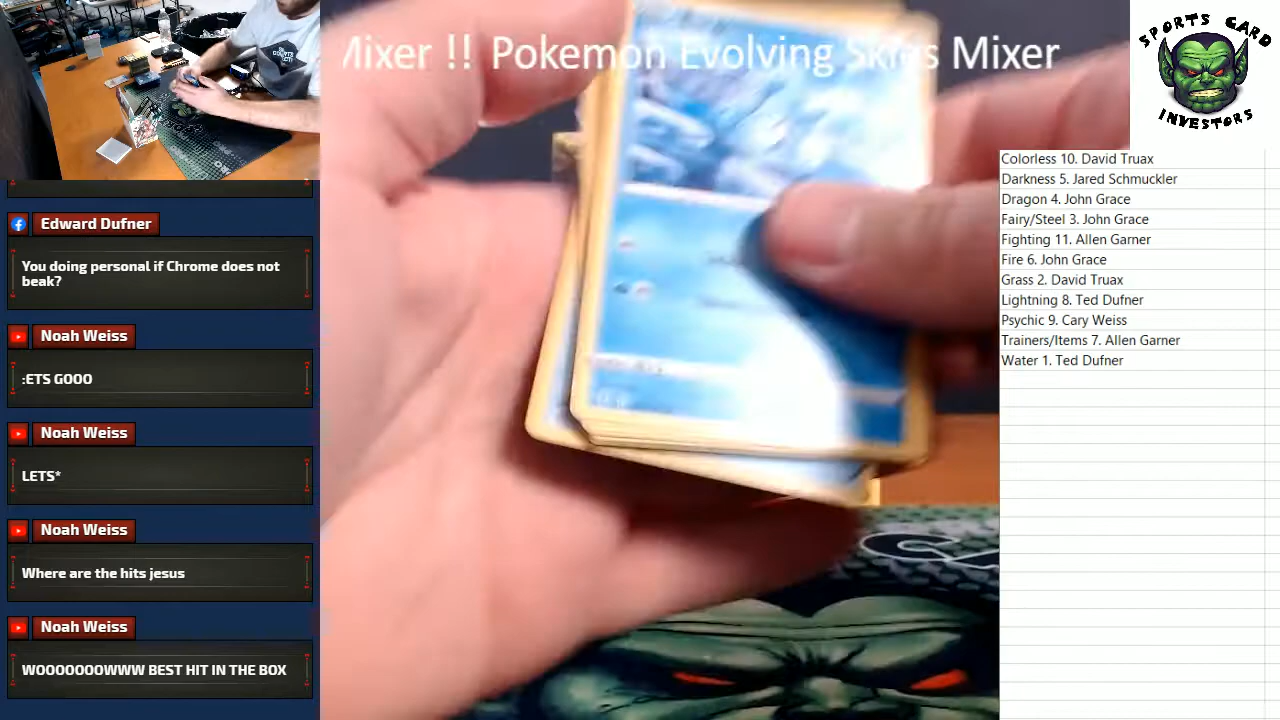 Mixer !! Pokemon Evolving Skies Mixer
SPORTS CARD
INVESTORS
Edward Dufner
You doing personal if Chrome does not
beak?
Noah Weiss
:ETS GOOO
Noah Weiss
LETS*
Noah Weiss
Where are the hits jesus
Noah Weiss
WOOOOOOOWWW BEST HIT IN THE BOX
Colorless 10. David Truax
Darkness 5. Jared Schmuckler
Dragon 4. John Grace
Fairy/Steel 3. John Grace
Fighting 11. Allen Garner
Fire 6. John Grace
Grass 2. David Truax
Lightning 8. Ted Dufner
Psychic 9. Cary Weiss
Trainers/Items 7. Allen Garner
Water 1. Ted Dufner